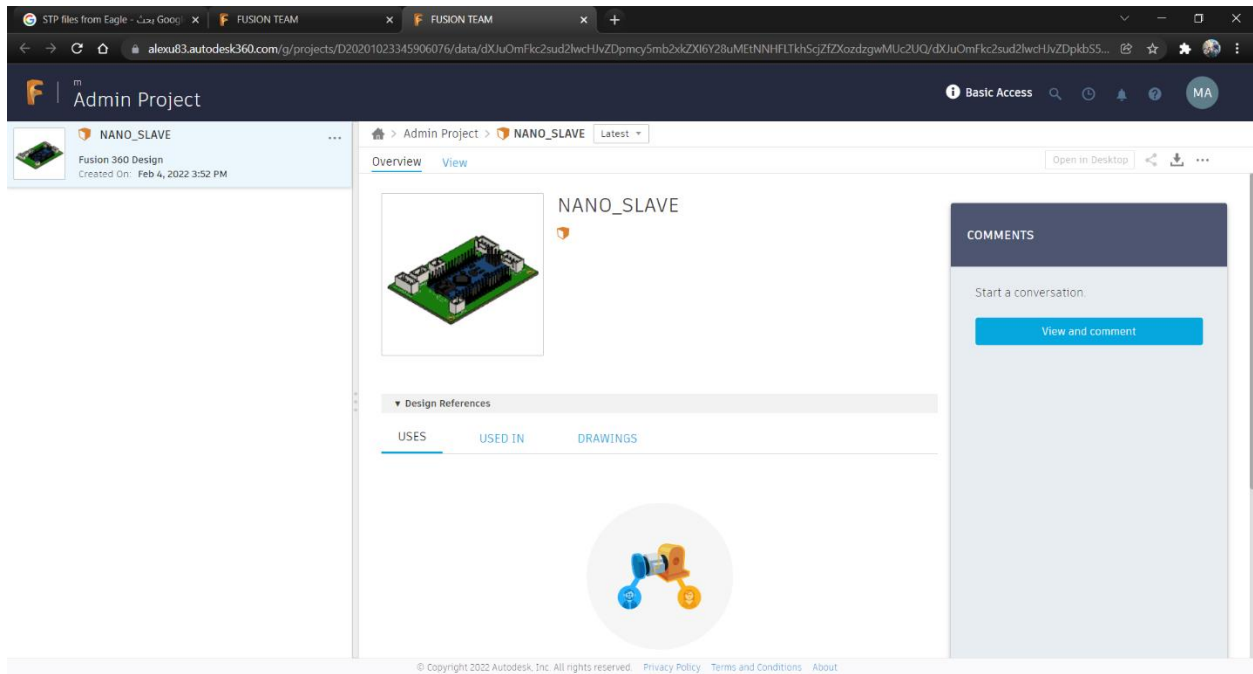 STP files from Eagle - بحث Googl
FUSION TEAM
FUSION TEAM
alexu83.autodesk360.com/g/projects/D20201023345906076/data/dXJuOmFkc2sud2lwcHJvZDpmcy5mb2xkZXI6Y28uMEtNNHFLTkhScjZfZXozdzgwMUc2UQ/dXJuOmFkc2sud2lwcHJvZDpkbS5...
m
Admin Project
Basic Access
MA
NANO_SLAVE
Fusion 360 Design
Created On: Feb 4, 2022 3:52 PM
> Admin Project > NANO_SLAVE Latest
Overview View
Open in Desktop
NANO_SLAVE
COMMENTS
Start a conversation.
View and comment
Design References
USES USED IN DRAWINGS
© Copyright 2022 Autodesk, Inc. All rights reserved. Privacy Policy Terms and Conditions About